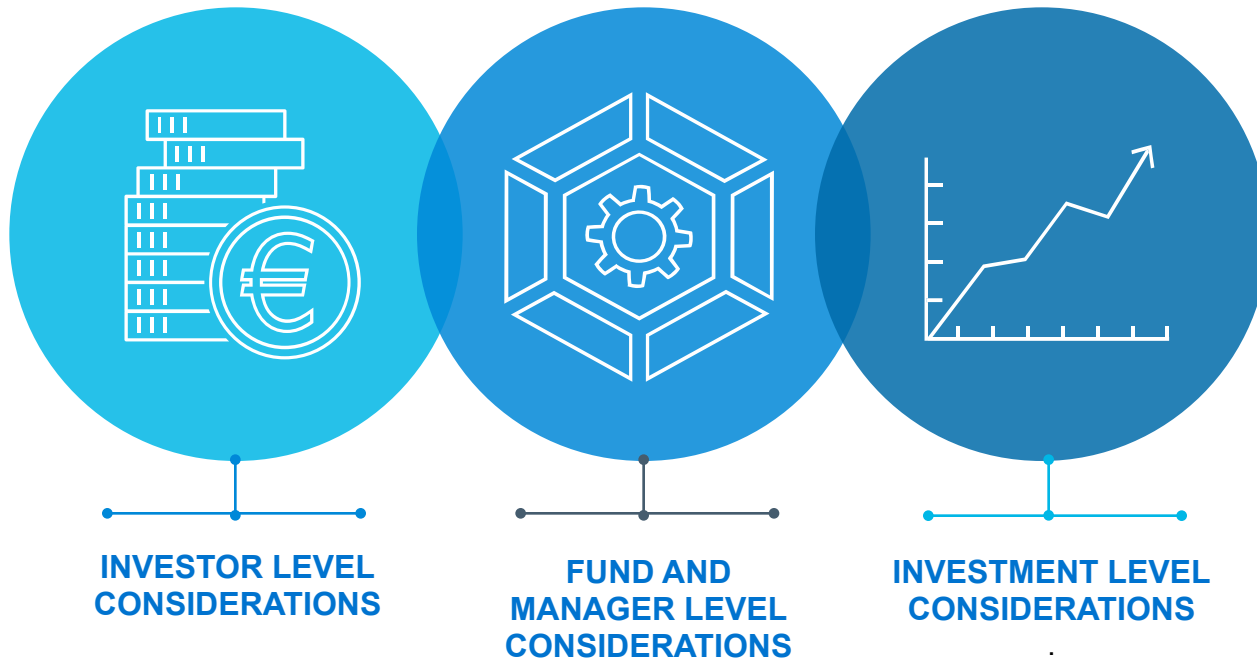 INVESTOR LEVEL
CONSIDERATIONS
FUND AND
MANAGER LEVEL
CONSIDERATIONS
INVESTMENT LEVEL
CONSIDERATIONS
.